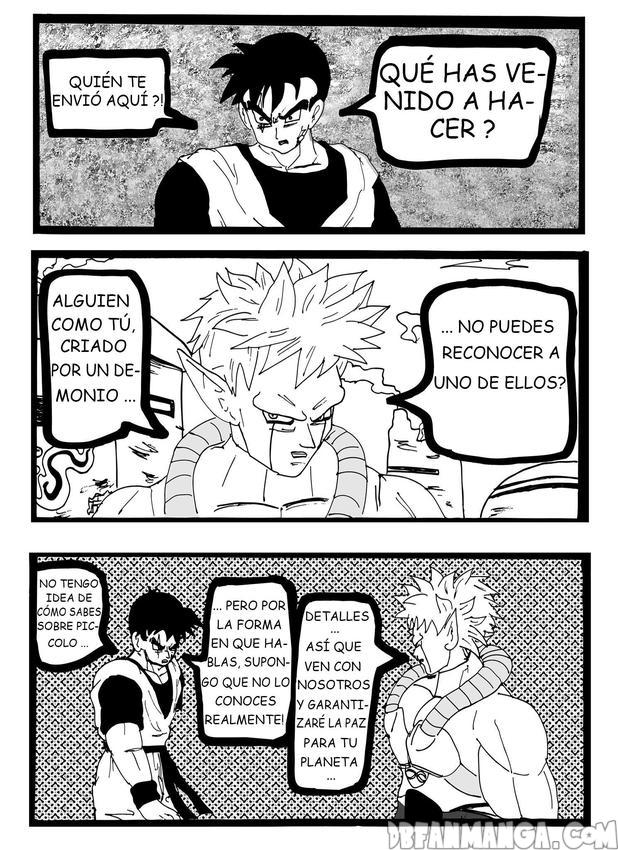 QUIÉN TE
ENVIÓ AQUÍ ?!
QUÉ HAS VE-
NIDO A HA-
CER ?
ALGUIEN
COMO TÚ,
CRIADO
POR UN DE-
MONIO ...
... NO PUEDES
RECONOCER A
UNO DE ELLOS?
NO TENGO
IDEA DE
CÓMO SABES
SOBRE PIC-
COLO ...
... PERO POR
LA FORMA
EN QUE HA-
BLAS, SUPON-
GO QUE NO LO
CONOCES
REALMENTE!
DETALLES
...
ASÍ QUE
VEN CON
NOSOTROS
Y GARANTI-
ZARÉ LA PAZ
PARA TU
PLANETA
...
DBFANMANGA.COM